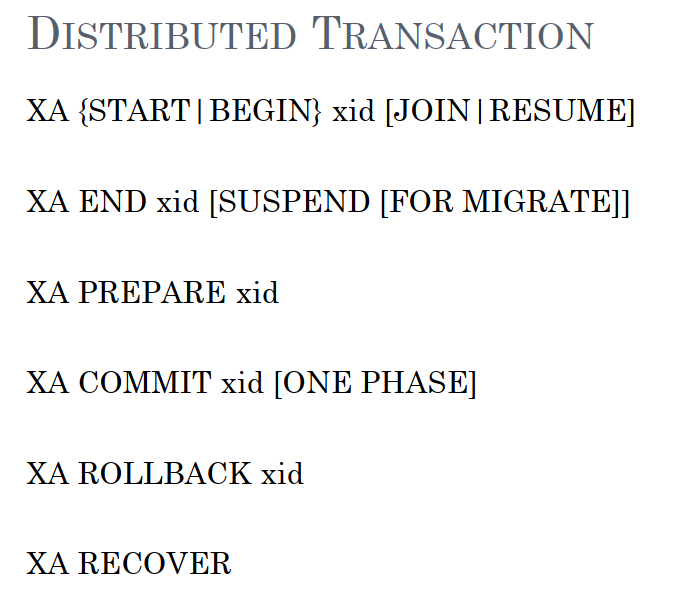 DISTRIBUTED TRANSACTION
XA {START|BEGIN} xid [JOIN|RESUME]
XA END xid [SUSPEND [FOR MIGRATE]]
XA PREPARE xid
XA COMMIT xid [ONE PHASE]
XA ROLLBACK xid
XA RECOVER